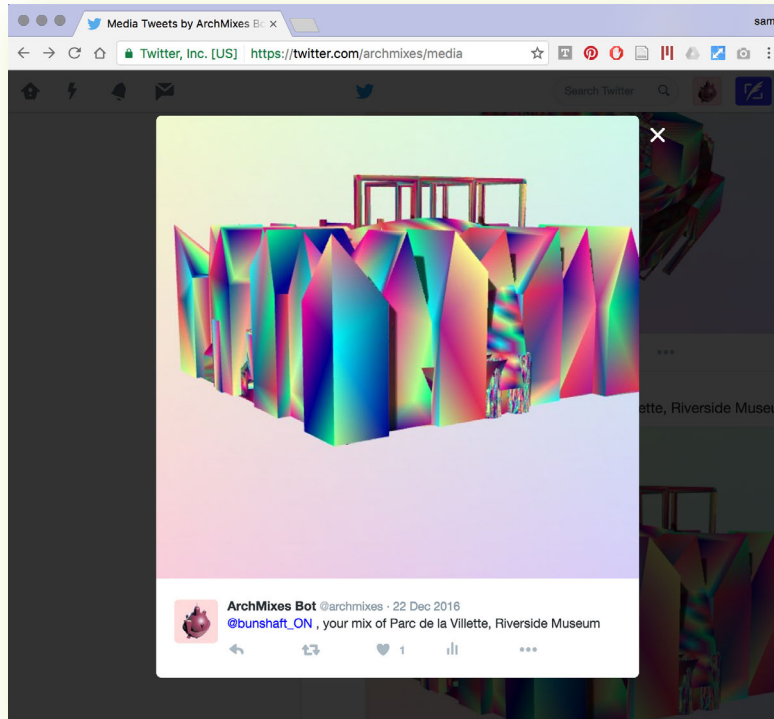 Media Tweets by ArchMixes Bo
sam
Twitter, Inc. [US] https://twitter.com/archmixes/media
Search Twitter
ette, Riverside Museu
ArchMixes Bot @archmixes · 22 Dec 2016
@bunshaft_ON , your mix of Parc de la Villette, Riverside Museum
1